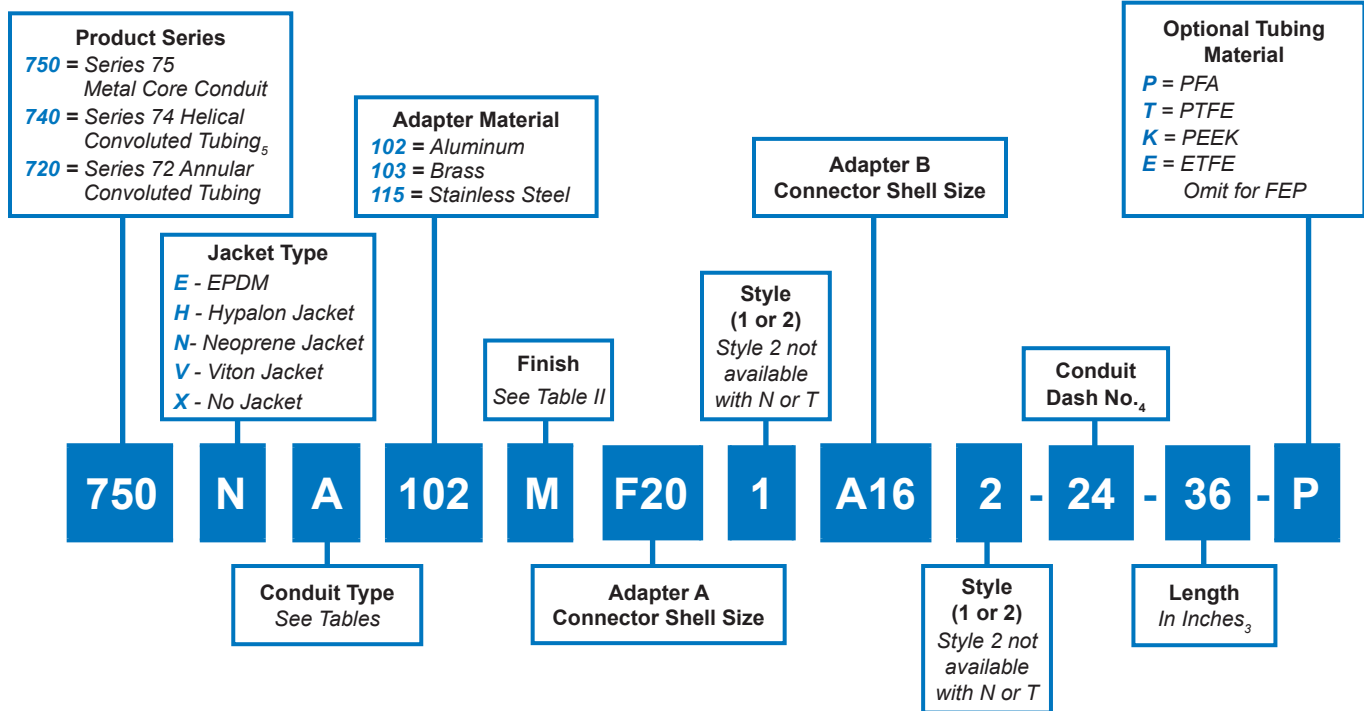 Product Series
750 = Series 75
Metal Core Conduit
740 = Series 74 Helical
Convoluted Tubing5
720 = Series 72 Annular
Convoluted Tubing
Adapter Material
102 = Aluminum
103 = Brass
115 = Stainless Steel
Adapter B
Connector Shell Size
Optional Tubing
Material
P = PFA
T = PTFE
K = PEEK
E = ETFE
Omit for FEP
Jacket Type
E - EPDM
H - Hypalon Jacket
N- Neoprene Jacket
V - Viton Jacket
X - No Jacket
Finish
See Table II
Style
(1 or 2)
Style 2 not
available
with N or T
Conduit
Dash No.4
750 N A 102 M F20 1 A16 2 - 24 - 36 - P
Conduit Type
See Tables
Adapter A
Connector Shell Size
Style
(1 or 2)
Style 2 not
available
with N or T
Length
In Inches3